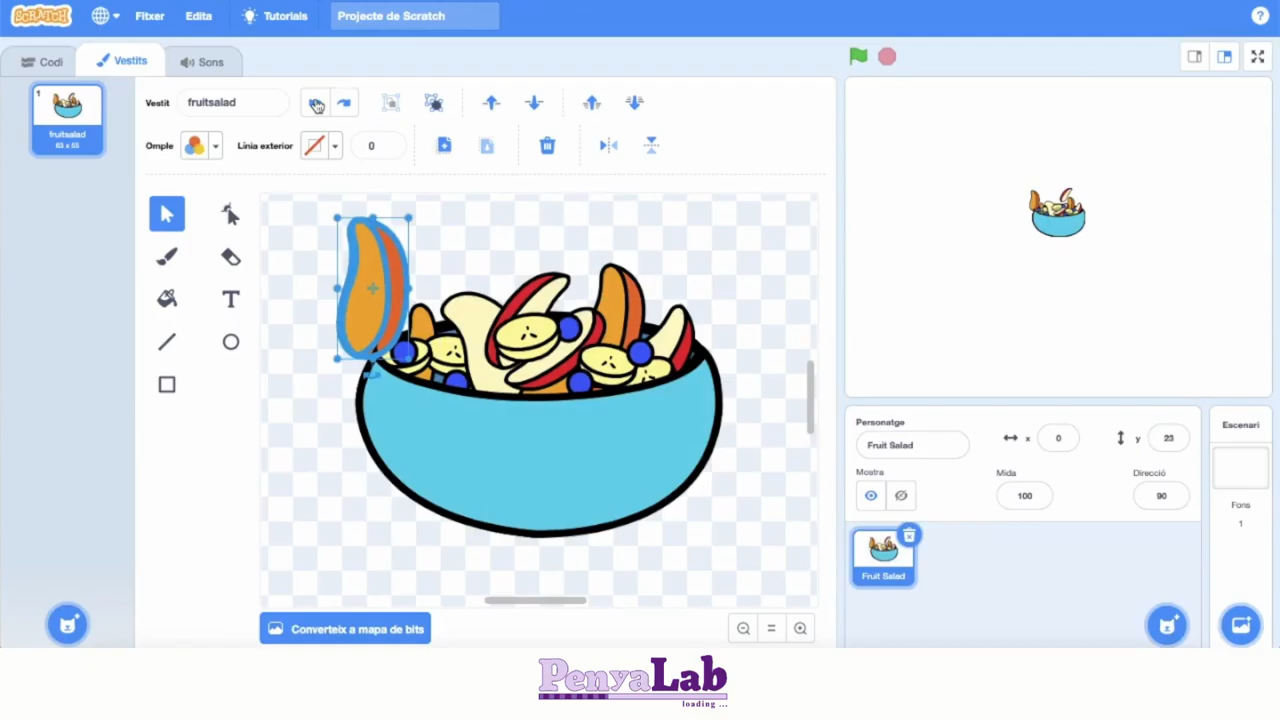 SCRATCH
Fitxer
Edita
Tutorials
Projecte de Scratch
?
Codi
Vestits
Sons
1
fruitsalad
63 x 55
Vestit
fruitsalad
Omple
Línia exterior
0
T
Converteix a mapa de bits
Personatge
Fruit Salad
x
0
y
23
Mostra
Mida
Direcció
100
90
Fruit Salad
Escenari
Fons
1
PenyaLab
loading ...